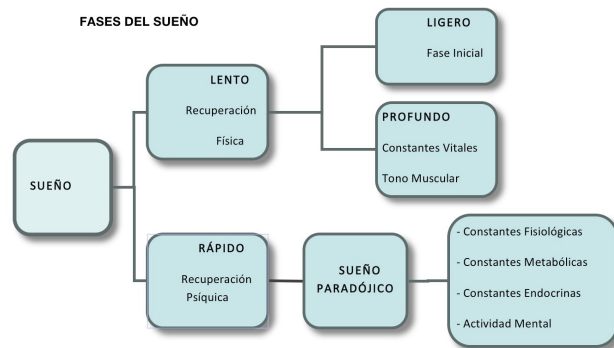 FASES DEL SUEÑO
SUEÑO
LENTO
Recuperación
Física
LIGERO
Fase Inicial
PROFUNDO
Constantes Vitales
Tono Muscular
RÁPIDO
Recuperación
Psíquica
SUEÑO
PARADÓJICO
- Constantes Fisiológicas
- Constantes Metabólicas
- Constantes Endocrinas
- Actividad Mental